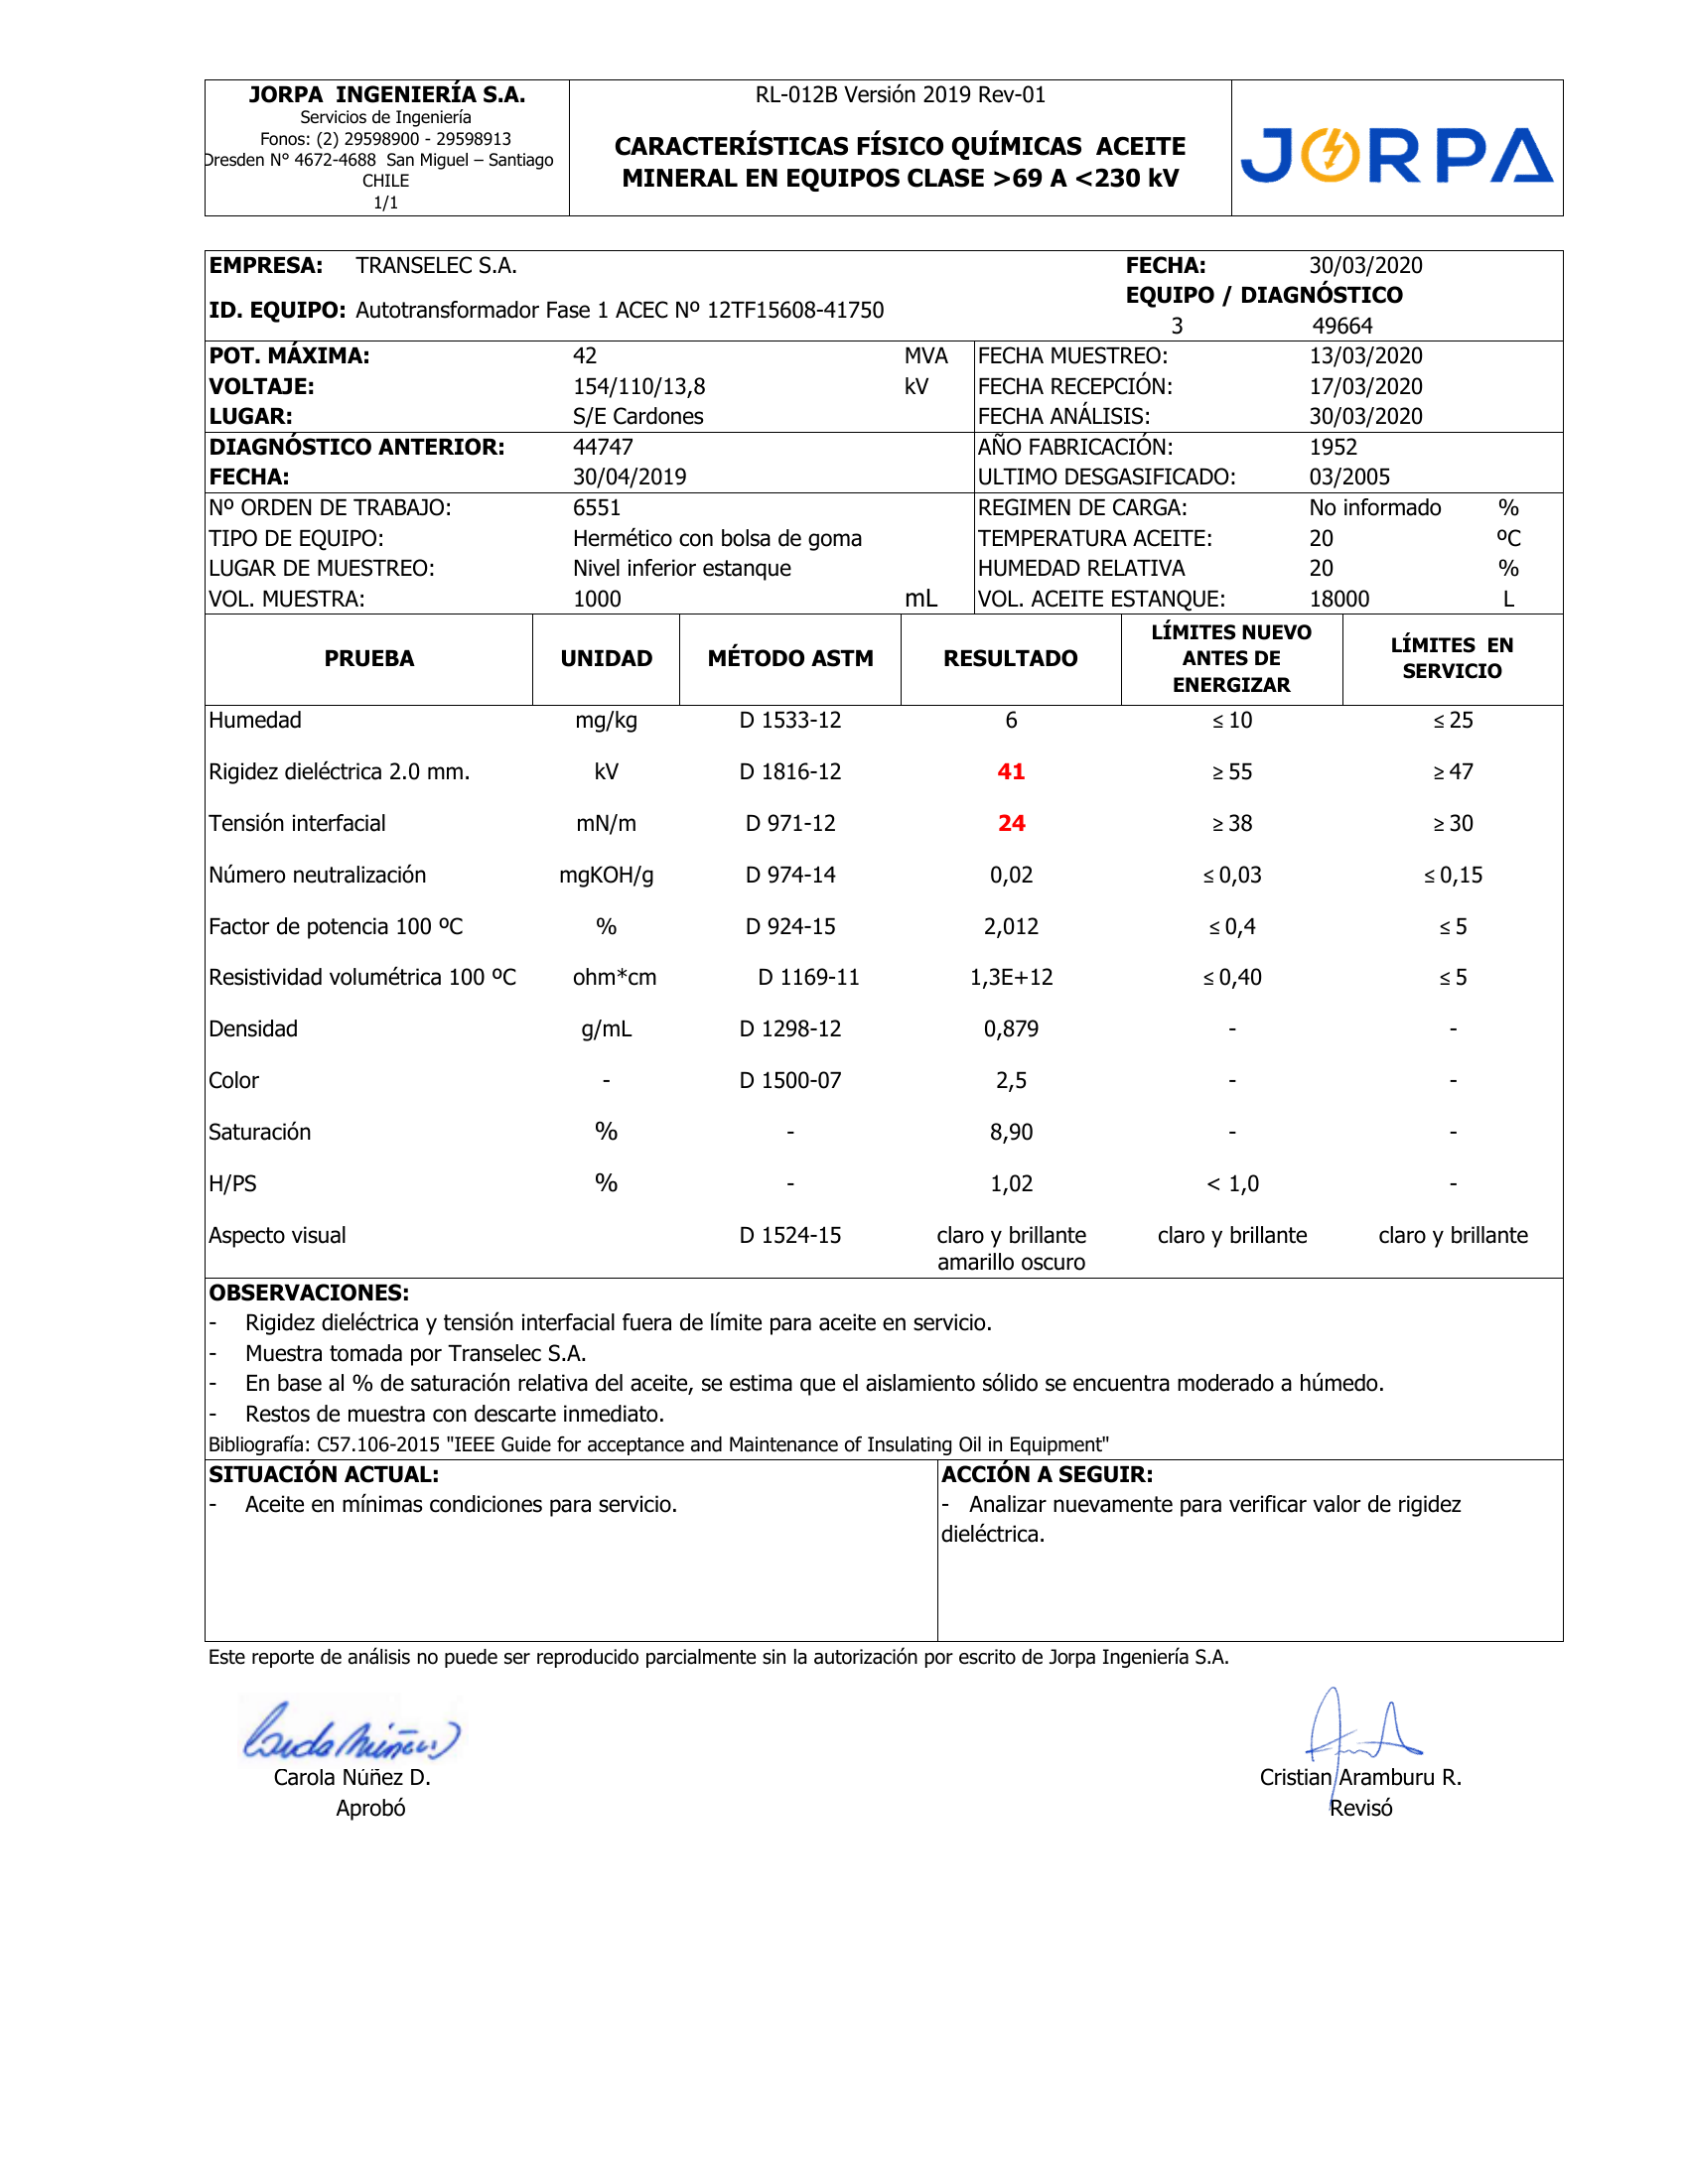 JORPA INGENIERÍA S.A.
Servicios de Ingeniería
Fonos: (2) 29598900 - 29598913
Dresden N° 4672-4688 San Miguel – Santiago
CHILE
1/1
RL-012B Versión 2019 Rev-01
CARACTERÍSTICAS FÍSICO QUÍMICAS ACEITE
MINERAL EN EQUIPOS CLASE >69 A <230 kV
JORPA
EMPRESA: TRANSELEC S.A. FECHA: 30/03/2020
ID. EQUIPO: Autotransformador Fase 1 ACEC Nº 12TF15608-41750 EQUIPO / DIAGNÓSTICO
3 49664
POT. MÁXIMA: 42 MVA FECHA MUESTREO: 13/03/2020
VOLTAJE: 154/110/13,8 kV FECHA RECEPCIÓN: 17/03/2020
LUGAR: S/E Cardones FECHA ANÁLISIS: 30/03/2020
DIAGNÓSTICO ANTERIOR: 44747 AÑO FABRICACIÓN: 1952
FECHA: 30/04/2019 ULTIMO DESGASIFICADO: 03/2005
Nº ORDEN DE TRABAJO: 6551 REGIMEN DE CARGA: No informado %
TIPO DE EQUIPO: Hermético con bolsa de goma TEMPERATURA ACEITE: 20 ºC
LUGAR DE MUESTREO: Nivel inferior estanque HUMEDAD RELATIVA 20 %
VOL. MUESTRA: 1000 mL VOL. ACEITE ESTANQUE: 18000 L
PRUEBA UNIDAD MÉTODO ASTM RESULTADO LÍMITES NUEVO ANTES DE ENERGIZAR LÍMITES EN SERVICIO
Humedad mg/kg D 1533-12 6 ≤ 10 ≤ 25
Rigidez dieléctrica 2.0 mm. kV D 1816-12 41 ≥ 55 ≥ 47
Tensión interfacial mN/m D 971-12 24 ≥ 38 ≥ 30
Número neutralización mgKOH/g D 974-14 0,02 ≤ 0,03 ≤ 0,15
Factor de potencia 100 ºC % D 924-15 2,012 ≤ 0,4 ≤ 5
Resistividad volumétrica 100 ºC ohm*cm D 1169-11 1,3E+12 ≤ 0,40 ≤ 5
Densidad g/mL D 1298-12 0,879 - -
Color - D 1500-07 2,5 - -
Saturación % - 8,90 - -
H/PS % - 1,02 < 1,0 -
Aspecto visual D 1524-15 claro y brillante claro y brillante claro y brillante
amarillo oscuro
OBSERVACIONES:
- Rigidez dieléctrica y tensión interfacial fuera de límite para aceite en servicio.
- Muestra tomada por Transelec S.A.
- En base al % de saturación relativa del aceite, se estima que el aislamiento sólido se encuentra moderado a húmedo.
- Restos de muestra con descarte inmediato.
Bibliografía: C57.106-2015 "IEEE Guide for acceptance and Maintenance of Insulating Oil in Equipment"
SITUACIÓN ACTUAL:
- Aceite en mínimas condiciones para servicio.
ACCIÓN A SEGUIR:
- Analizar nuevamente para verificar valor de rigidez
dieléctrica.
Este reporte de análisis no puede ser reproducido parcialmente sin la autorización por escrito de Jorpa Ingeniería S.A.
Carola Núñez D.
Aprobó
Cristian Aramburu R.
Revisó